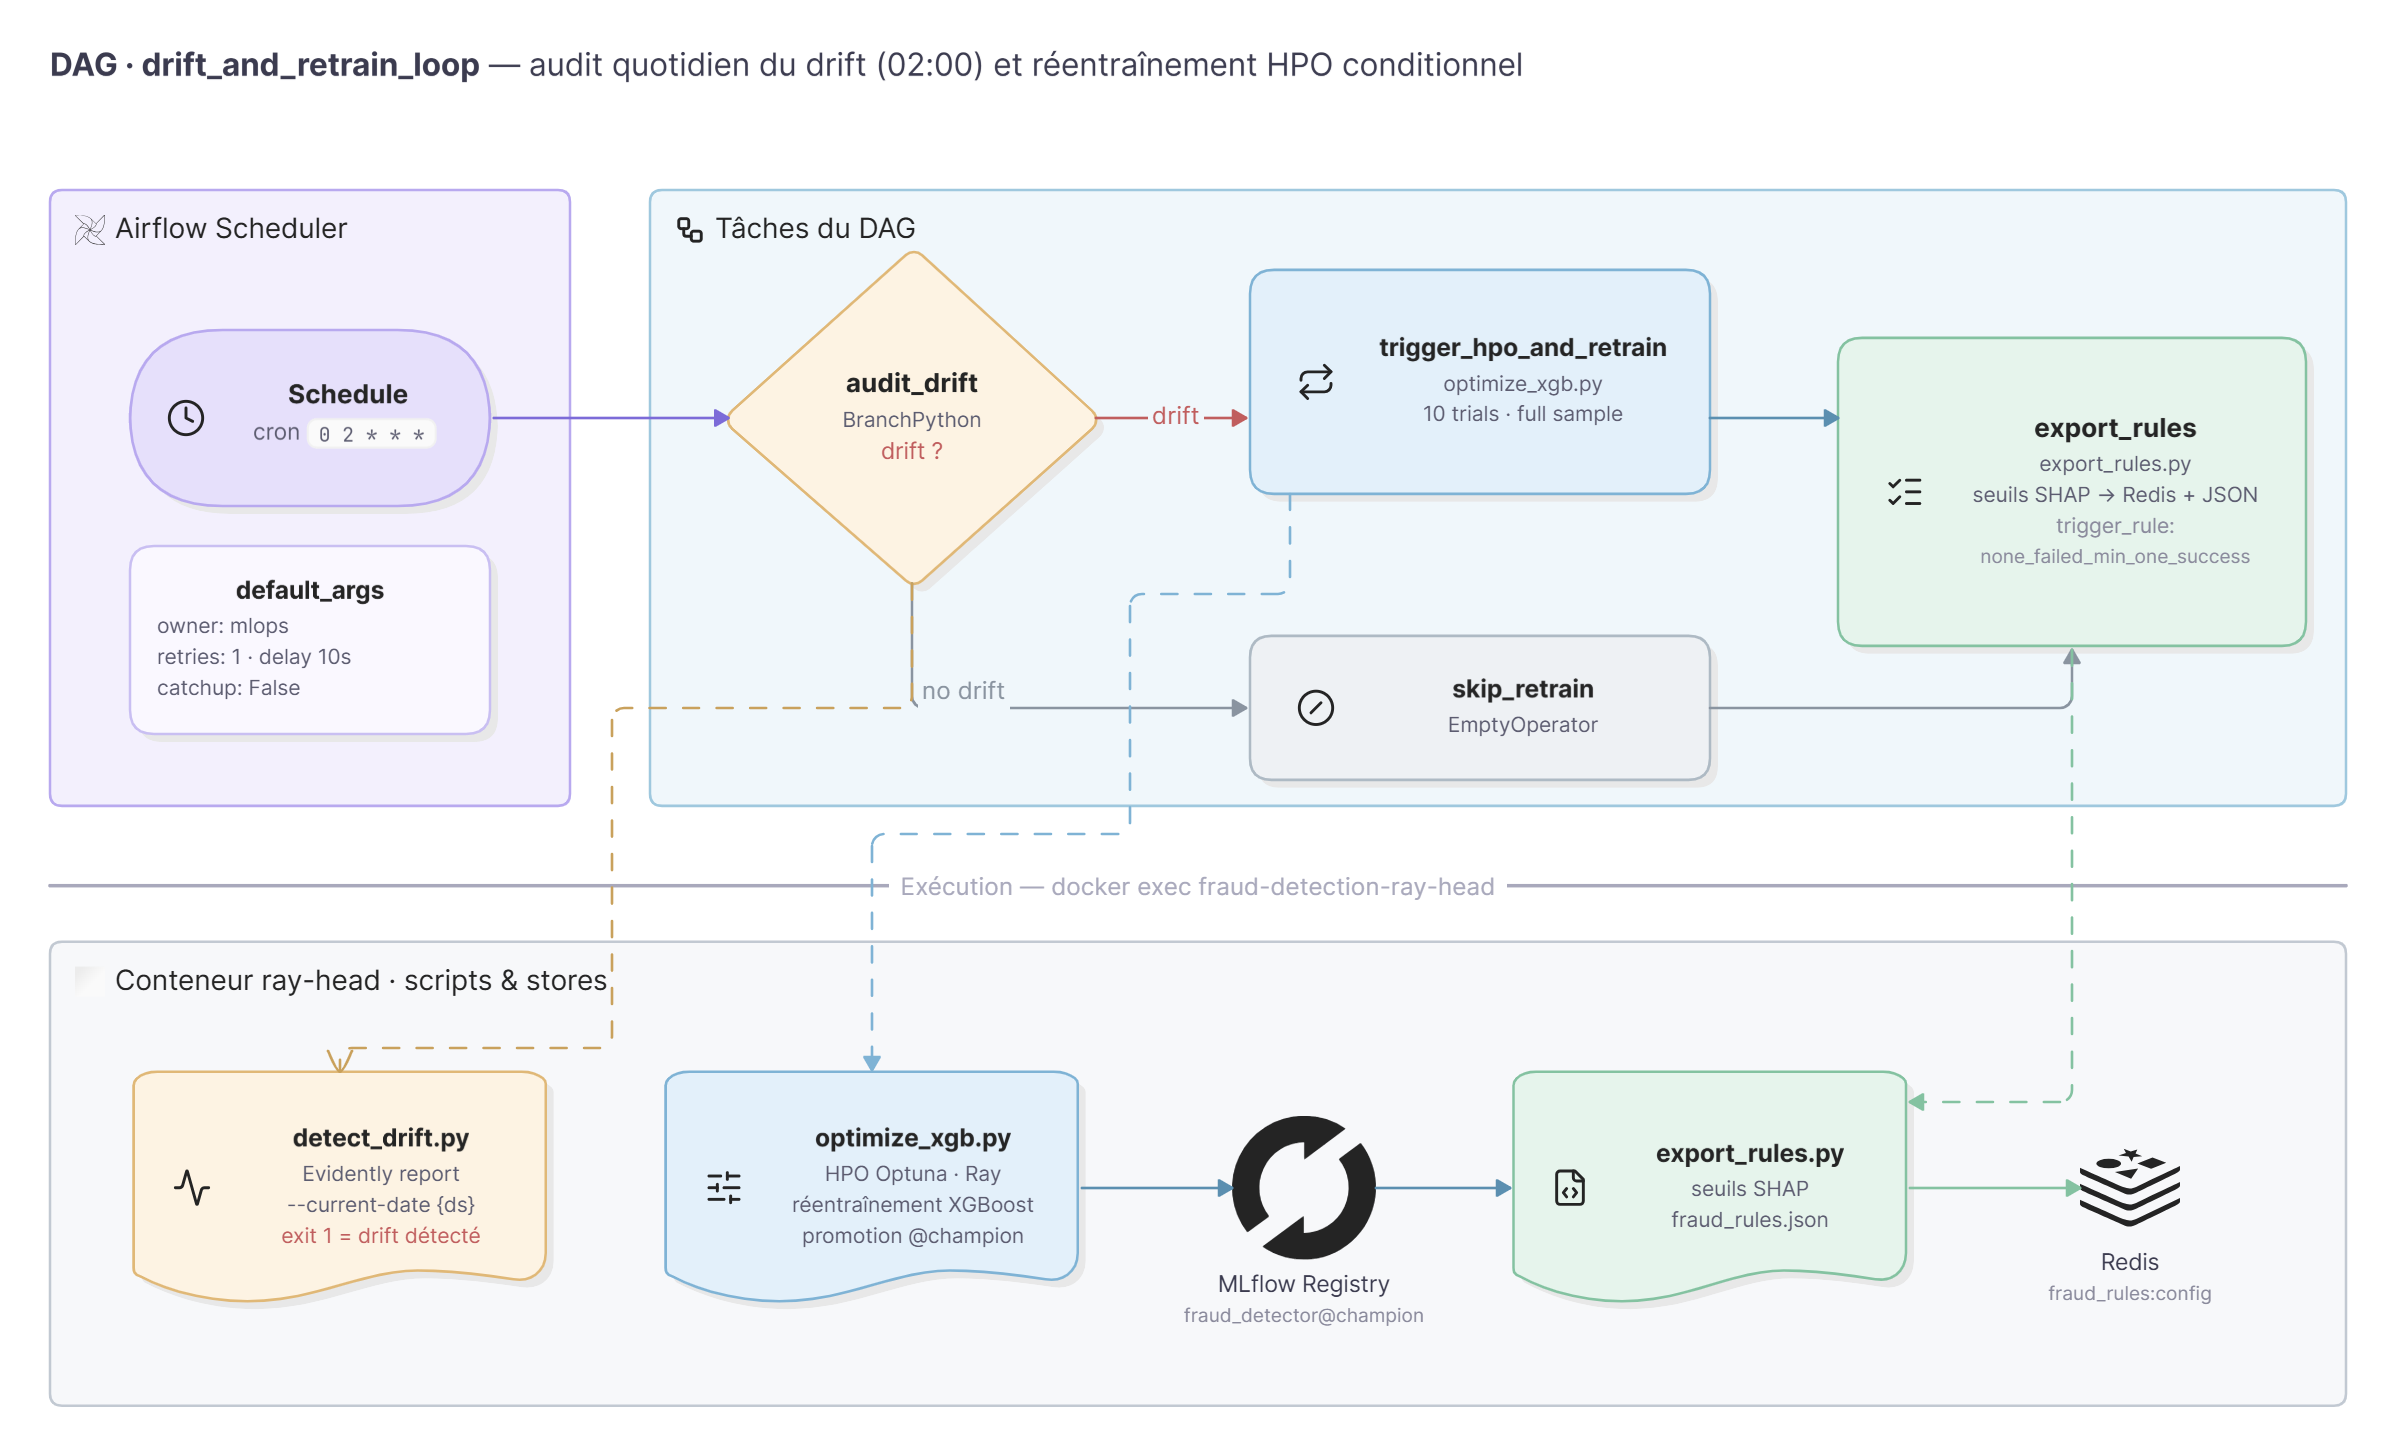 DAG · drift_and_retrain_loop — audit quotidien du drift (02:00) et réentraînement HPO conditionnel
Airflow Scheduler
Schedule
cron 0 2 * * *
default_args
owner: mlops
retries: 1 · delay 10s
catchup: False
Tâches du DAG
audit_drift
BranchPython
drift ?
drift
no drift
trigger_hpo_and_retrain
optimize_xgb.py
10 trials · full sample
skip_retrain
EmptyOperator
export_rules
export_rules.py
seuils SHAP → Redis + JSON
trigger_rule:
none_failed_min_one_success
Exécution — docker exec fraud-detection-ray-head
Conteneur ray-head · scripts & stores
detect_drift.py
Evidently report
--current-date {ds}
exit 1 = drift détecté
optimize_xgb.py
HPO Optuna · Ray
réentraînement XGBoost
promotion @champion
MLflow Registry
fraud_detector@champion
export_rules.py
seuils SHAP
fraud_rules.json
Redis
fraud_rules:config